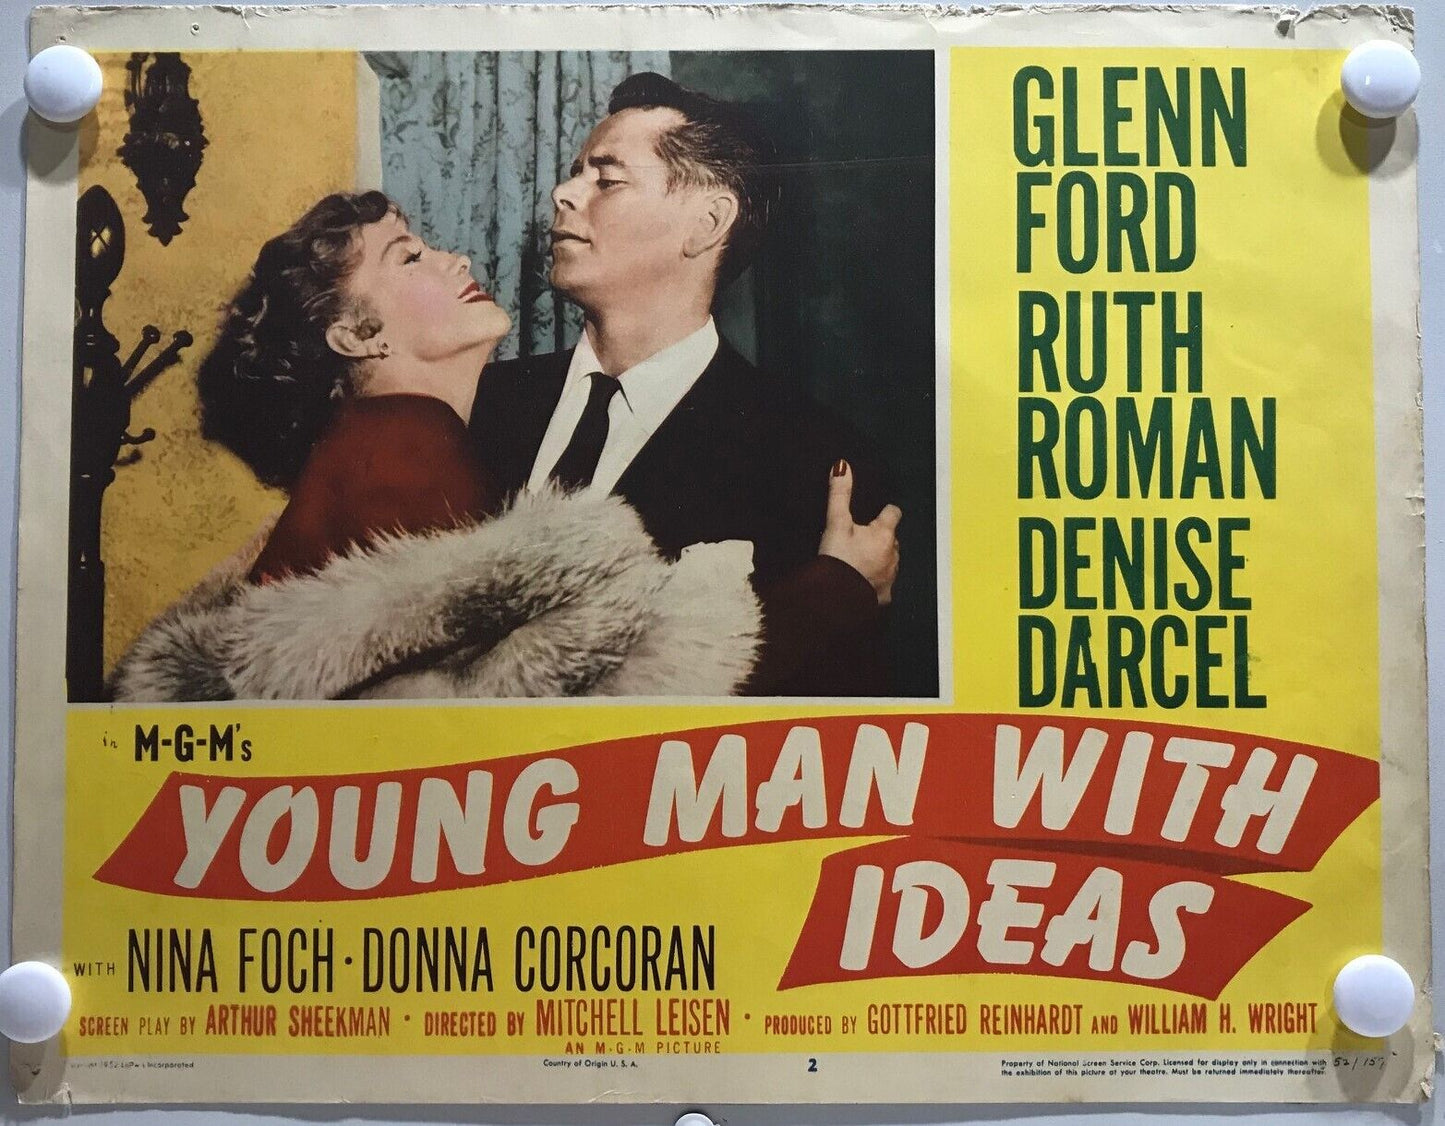 GLENN
FORD
RUTH
ROMAN
DENISE
DARCEL
in M-G-M's
YOUNG MAN WITH
IDEAS
WITH NINA FOCH · DONNA CORCORAN
SCREEN PLAY BY ARTHUR SHEEKMAN · DIRECTED BY MITCHELL LEISEN · PRODUCED BY GOTTFRIED REINHARDT AND WILLIAM H. WRIGHT
AN M-G-M PICTURE
1952 Incorporated
Country of Origin U. S. A.
2
Property of National Screen Service Corp. Licensed for display only in connection with
the exhibition of this picture at your theatre. Must be returned immediately thereafter.
52/159